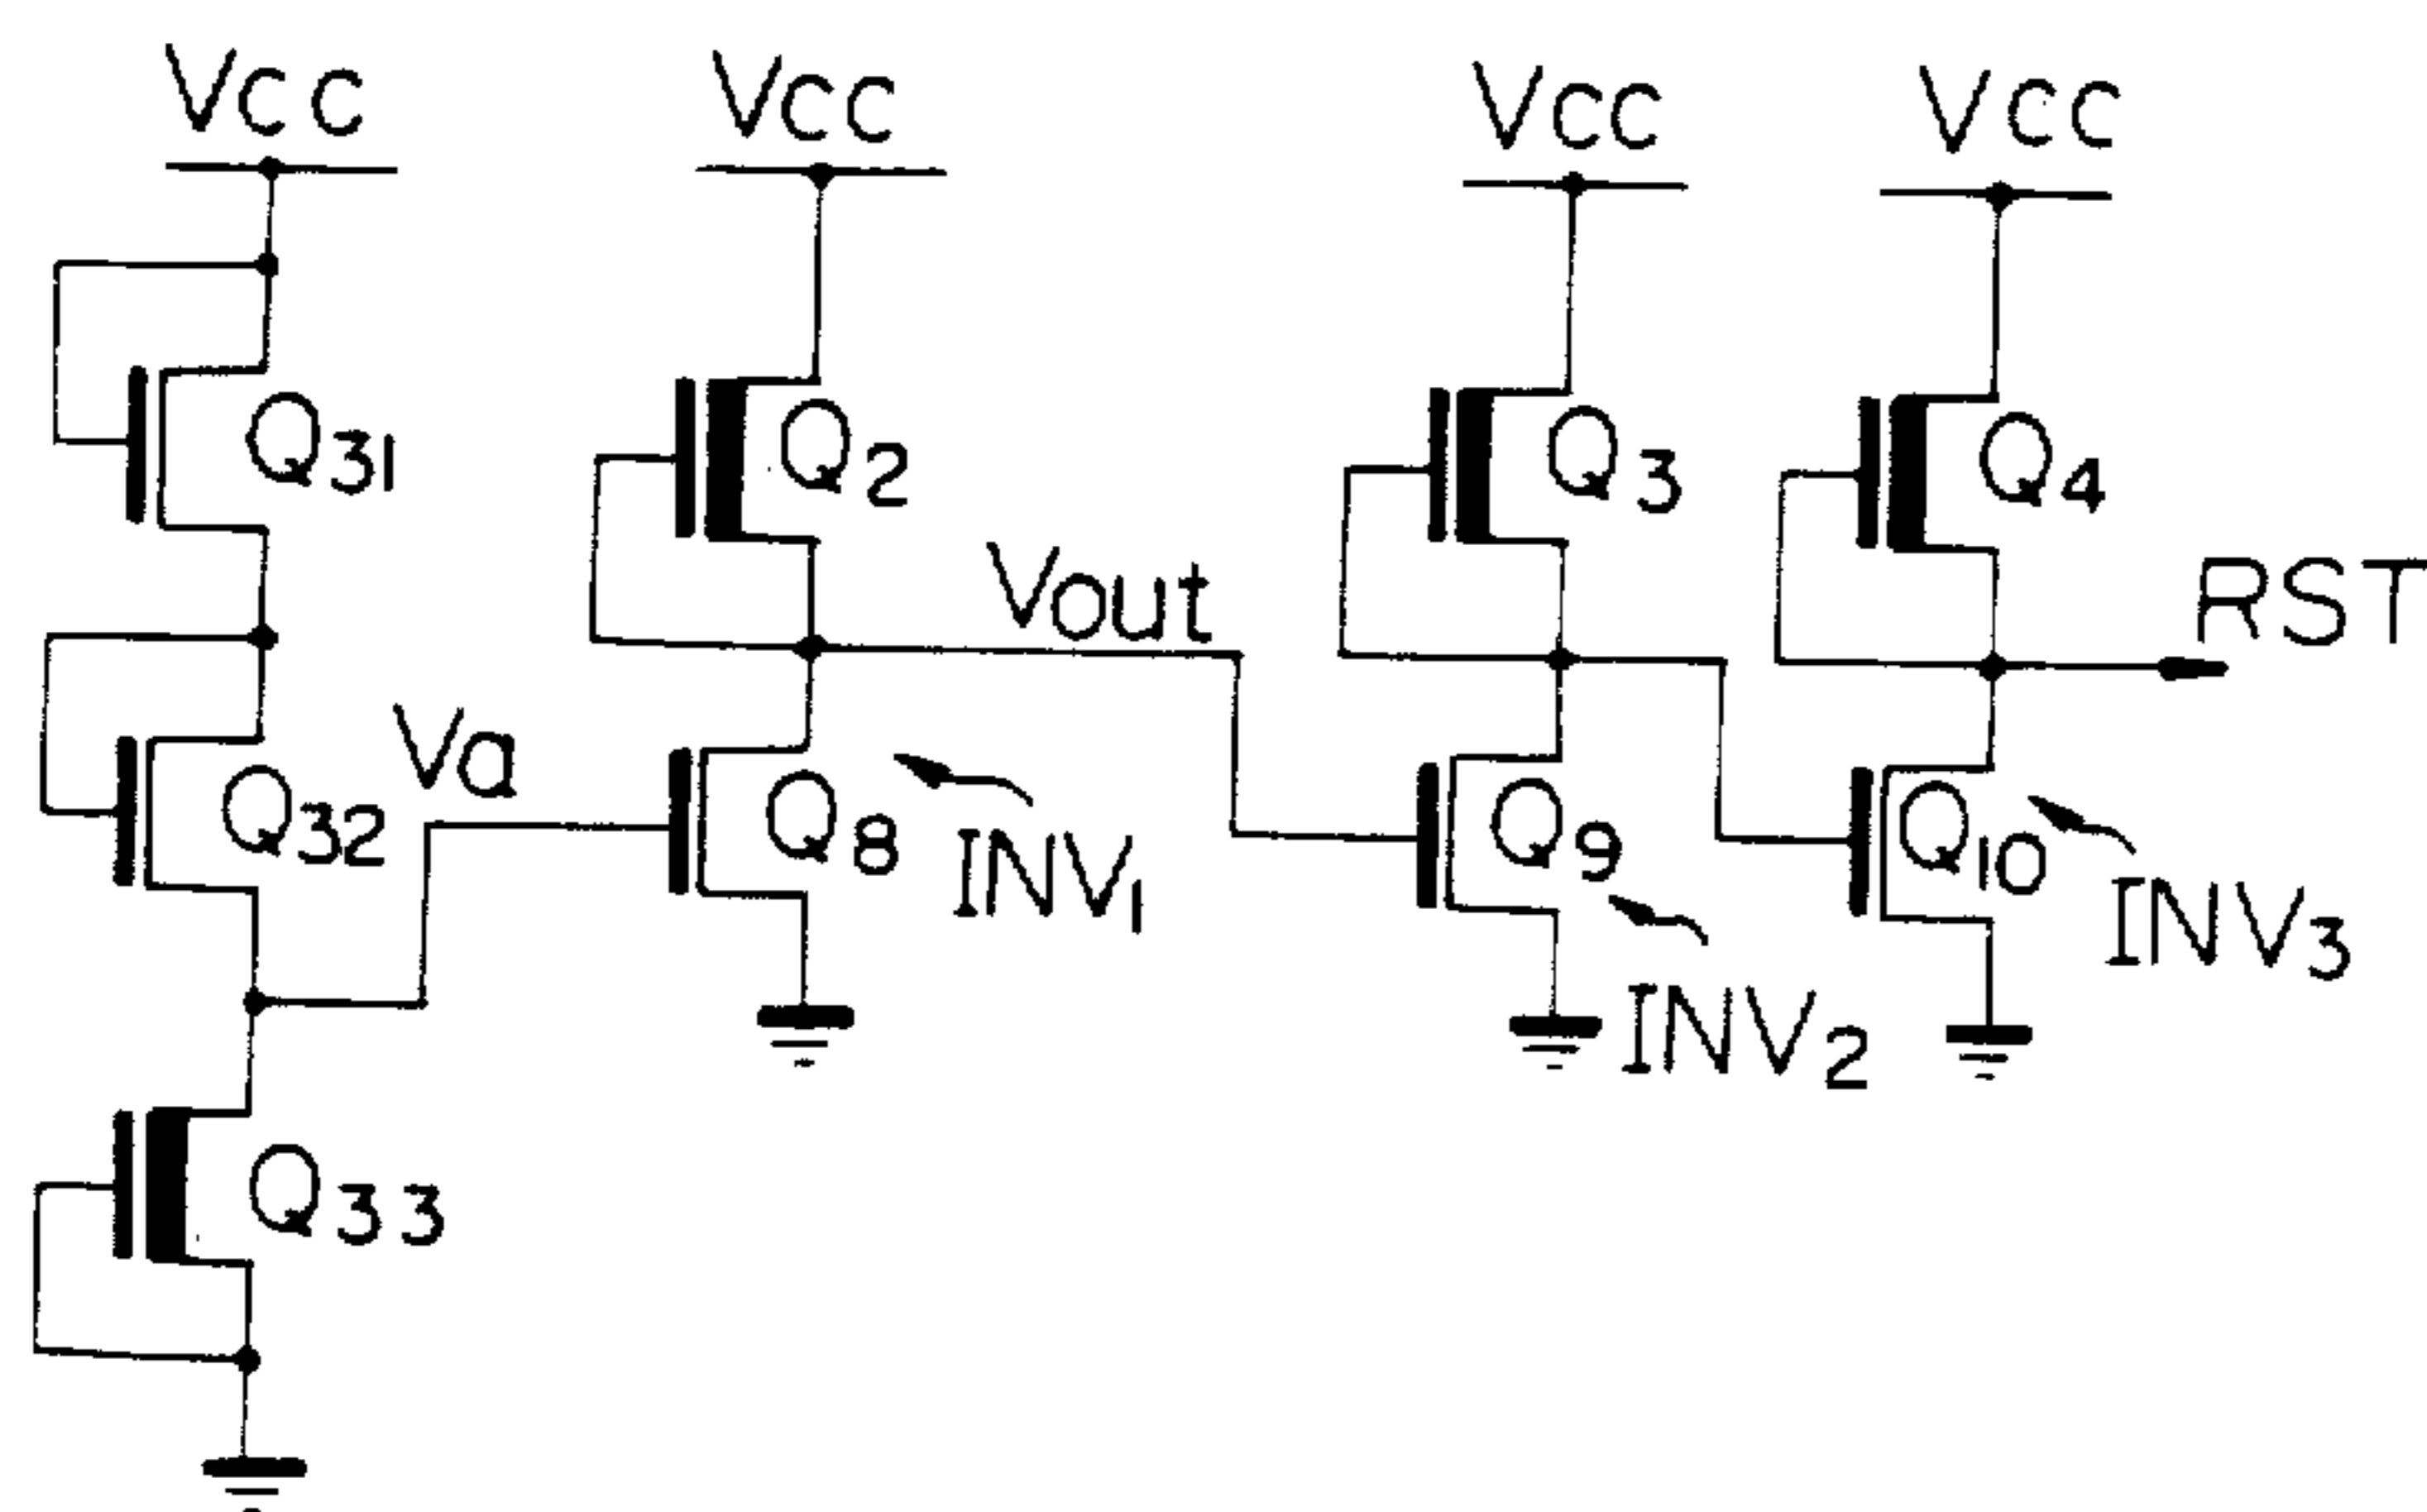 Vcc Vcc Vcc Vcc
Q31 Q2 Q3 Q4
Vout RST
Va
Q32 Q8 Q9 Q10
INV1 INV3
INV2
Q33